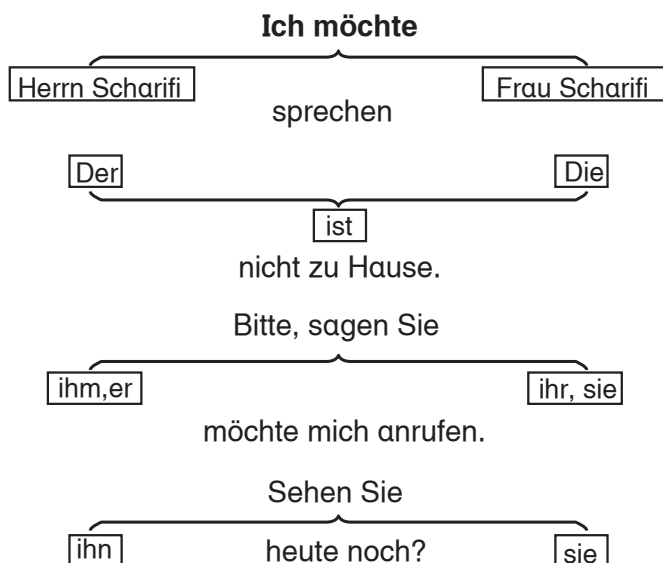 Ich möchte
Herrn Scharifi Frau Scharifi
sprechen
Der Die
ist
nicht zu Hause.
Bitte, sagen Sie
ihm,er ihr, sie
möchte mich anrufen.
Sehen Sie
ihn heute noch? sie